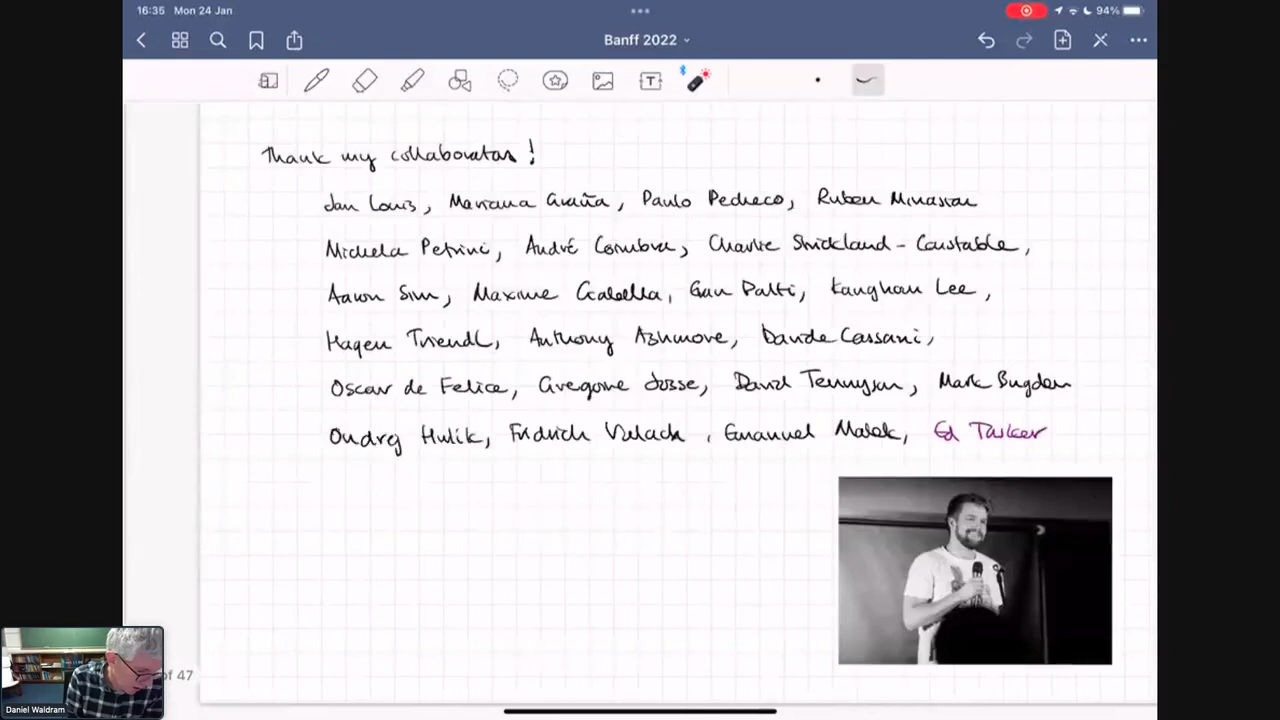 16:35 Mon 24 Jan
94%
Banff 2022
T
Thank my collaborators!
Jan Louis, Mariana Graña, Paulo Pacheco, Ruben Minasian
Michela Petrini, André Coimbra, Charlie Strickland-Constable,
Aaron Sim, Maxime Gabella, Eran Palti, Kanghoon Lee,
Hagen Triendl, Anthony Ashmore, Davide Cassani,
Oscar de Felice, Gregoire Josse, David Tennyson, Mark Bugden
Ondrej Hulik, Fridrich Valach, Emanuel Malek, Ed Tasker
of 47
Daniel Waldram